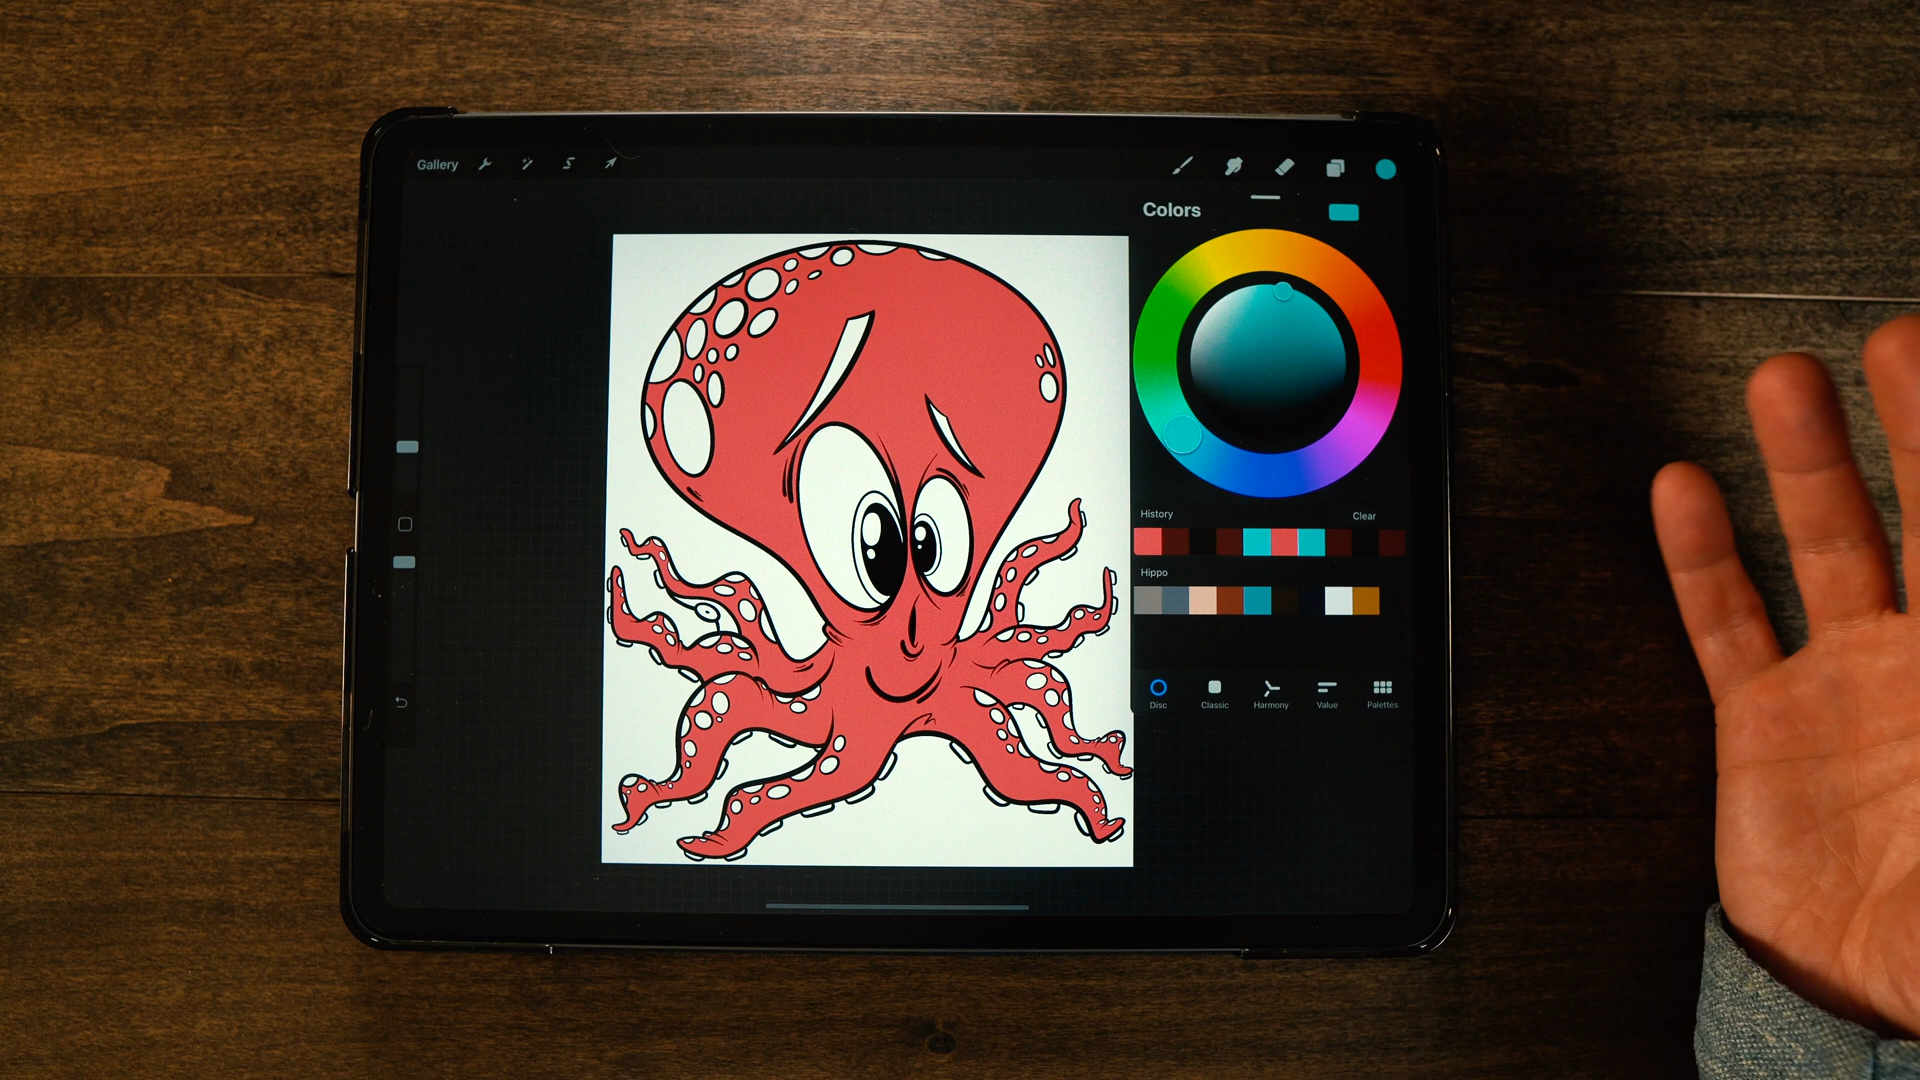 Gallery
Colors
History
Clear
Hippo
Disc
Classic
Harmony
Value
Palettes